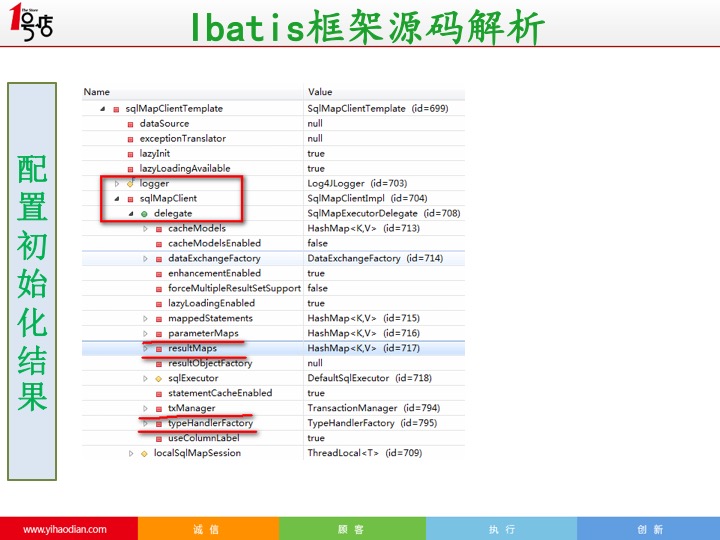 The Store
1号店
Ibatis框架源码解析
配置初始化结果
Name Value
sqlMapClientTemplate SqlMapClientTemplate (id=699)
dataSource null
exceptionTranslator null
lazyInit true
lazyLoadingAvailable true
logger Log4JLogger (id=703)
sqlMapClient SqlMapClientImpl (id=704)
delegate SqlMapExecutorDelegate (id=708)
cacheModels HashMap<K,V> (id=713)
cacheModelsEnabled false
dataExchangeFactory DataExchangeFactory (id=714)
enhancementEnabled true
forceMultipleResultSetSupport false
lazyLoadingEnabled true
mappedStatements HashMap<K,V> (id=715)
parameterMaps HashMap<K,V> (id=716)
resultMaps HashMap<K,V> (id=717)
resultObjectFactory null
sqlExecutor DefaultSqlExecutor (id=718)
statementCacheEnabled true
txManager TransactionManager (id=794)
typeHandlerFactory TypeHandlerFactory (id=795)
useColumnLabel true
localSqlMapSession ThreadLocal<T> (id=709)
www.yihaodian.com 诚 信 顾 客 执 行 创 新